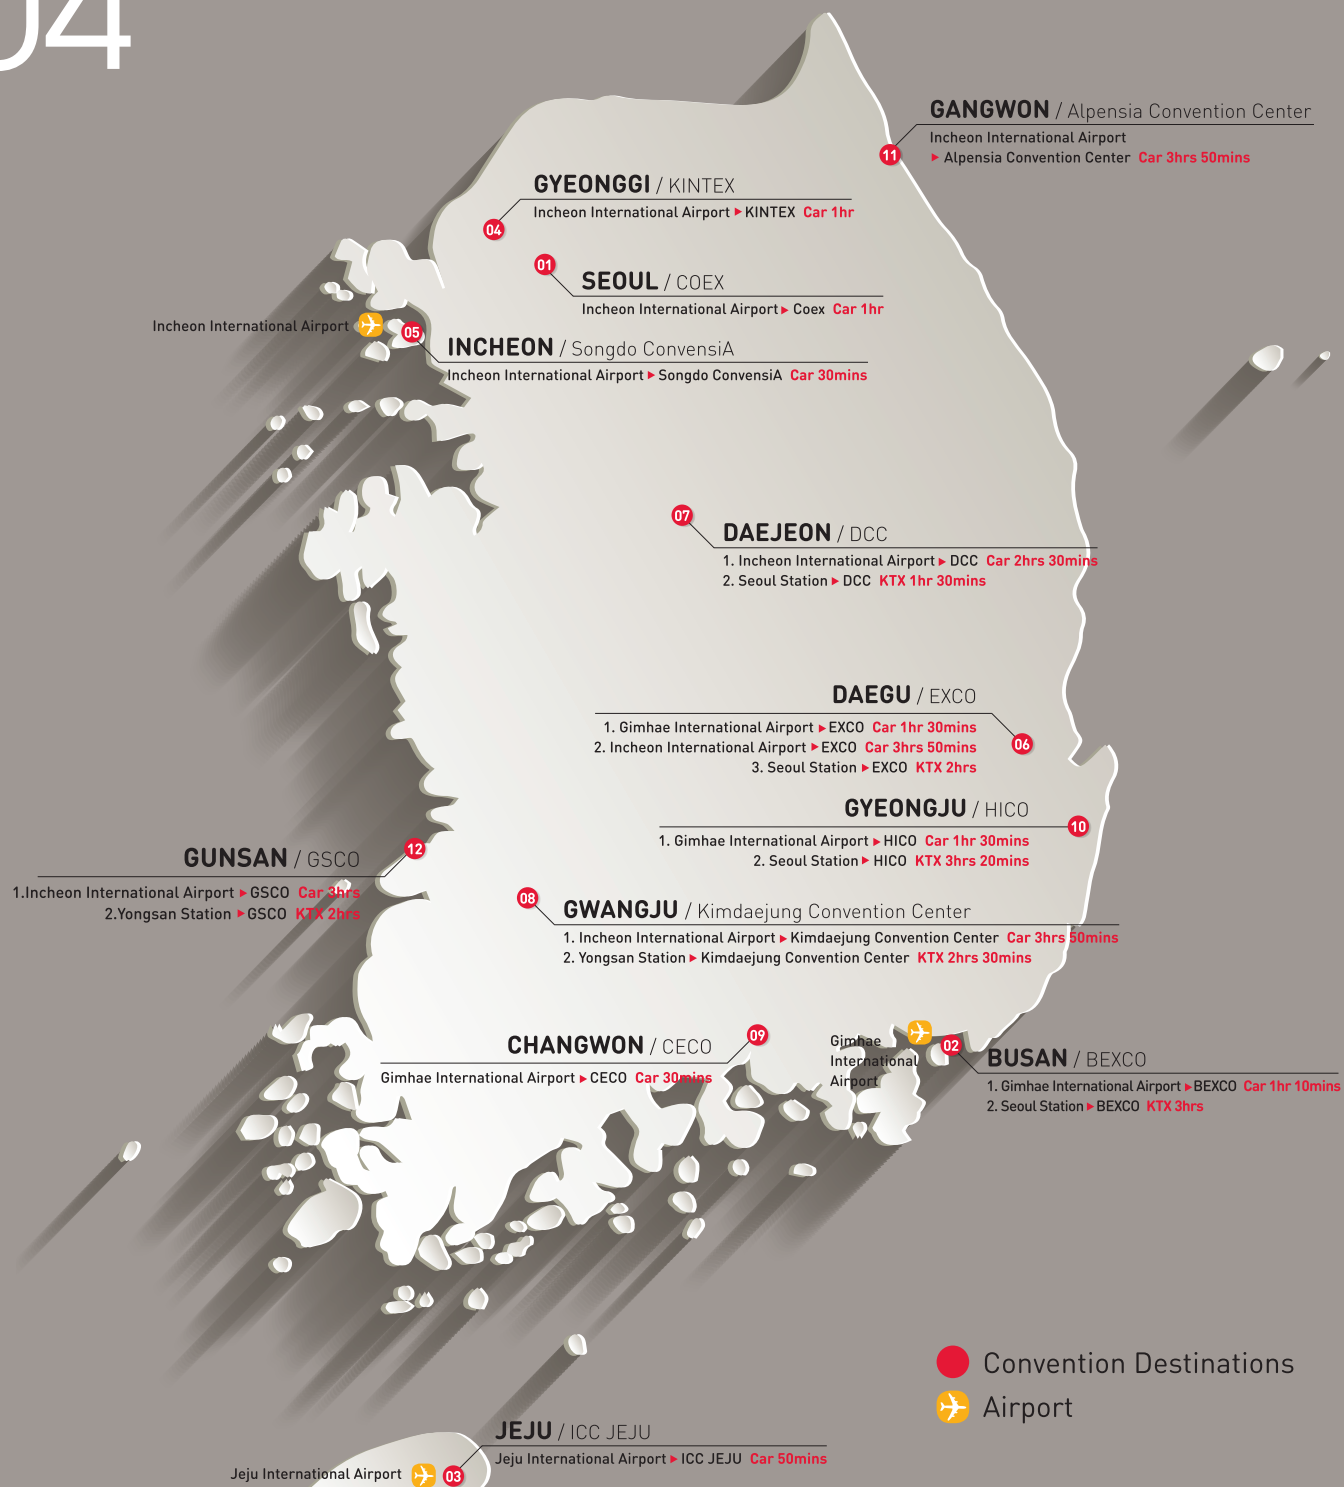 04
GANGWON / Alpensia Convention Center
Incheon International Airport
▶ Alpensia Convention Center Car 3hrs 50mins
11
GYEONGGI / KINTEX
Incheon International Airport ▶ KINTEX Car 1hr
04
01
SEOUL / COEX
Incheon International Airport ▶ Coex Car 1hr
Incheon International Airport
05
INCHEON / Songdo ConvensiA
Incheon International Airport ▶ Songdo ConvensiA Car 30mins
07
DAEJEON / DCC
1. Incheon International Airport ▶ DCC Car 2hrs 30mins
2. Seoul Station ▶ DCC KTX 1hr 30mins
DAEGU / EXCO
1. Gimhae International Airport ▶ EXCO Car 1hr 30mins
2. Incheon International Airport ▶ EXCO Car 3hrs 50mins
3. Seoul Station ▶ EXCO KTX 2hrs
06
GYEONGJU / HICO
1. Gimhae International Airport ▶ HICO Car 1hr 30mins
2. Seoul Station ▶ HICO KTX 3hrs 20mins
10
12
GUNSAN / GSCO
1.Incheon International Airport ▶ GSCO Car 3hrs
2.Yongsan Station ▶ GSCO KTX 2hrs
08
GWANGJU / Kimdaejung Convention Center
1. Incheon International Airport ▶ Kimdaejung Convention Center Car 3hrs 50mins
2. Yongsan Station ▶ Kimdaejung Convention Center KTX 2hrs 30mins
09
CHANGWON / CECO
Gimhae International Airport ▶ CECO Car 30mins
Gimhae
International
Airport
02
BUSAN / BEXCO
1. Gimhae International Airport ▶ BEXCO Car 1hr 10mins
2. Seoul Station ▶ BEXCO KTX 3hrs
Convention Destinations
Airport
JEJU / ICC JEJU
Jeju International Airport ▶ ICC JEJU Car 50mins
Jeju International Airport
03